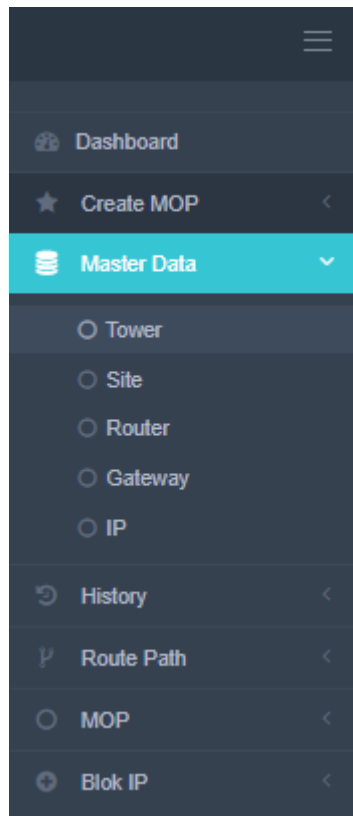 Dashboard
Create MOP
Master Data
Tower
Site
Router
Gateway
IP
History
Route Path
MOP
Blok IP